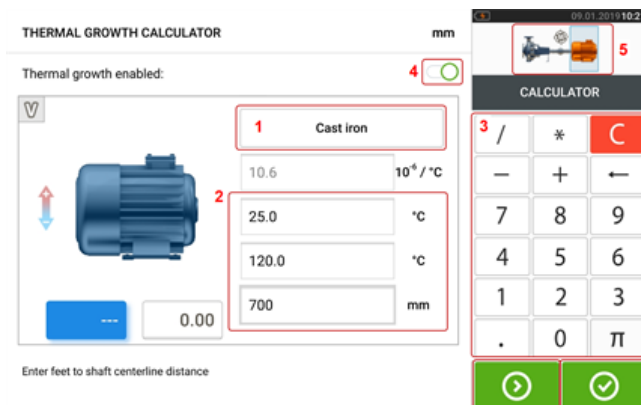 THERMAL GROWTH CALCULATOR mm
09.01.2019 10:2
Thermal growth enabled: 4
5
CALCULATOR
V
1 Cast iron
10.6 10⁻⁶ / °C
2
25.0 °C
120.0 °C
700 mm
--- 0.00
Enter feet to shaft centerline distance
3 / * C
− + ←
7 8 9
4 5 6
1 2 3
. 0 π